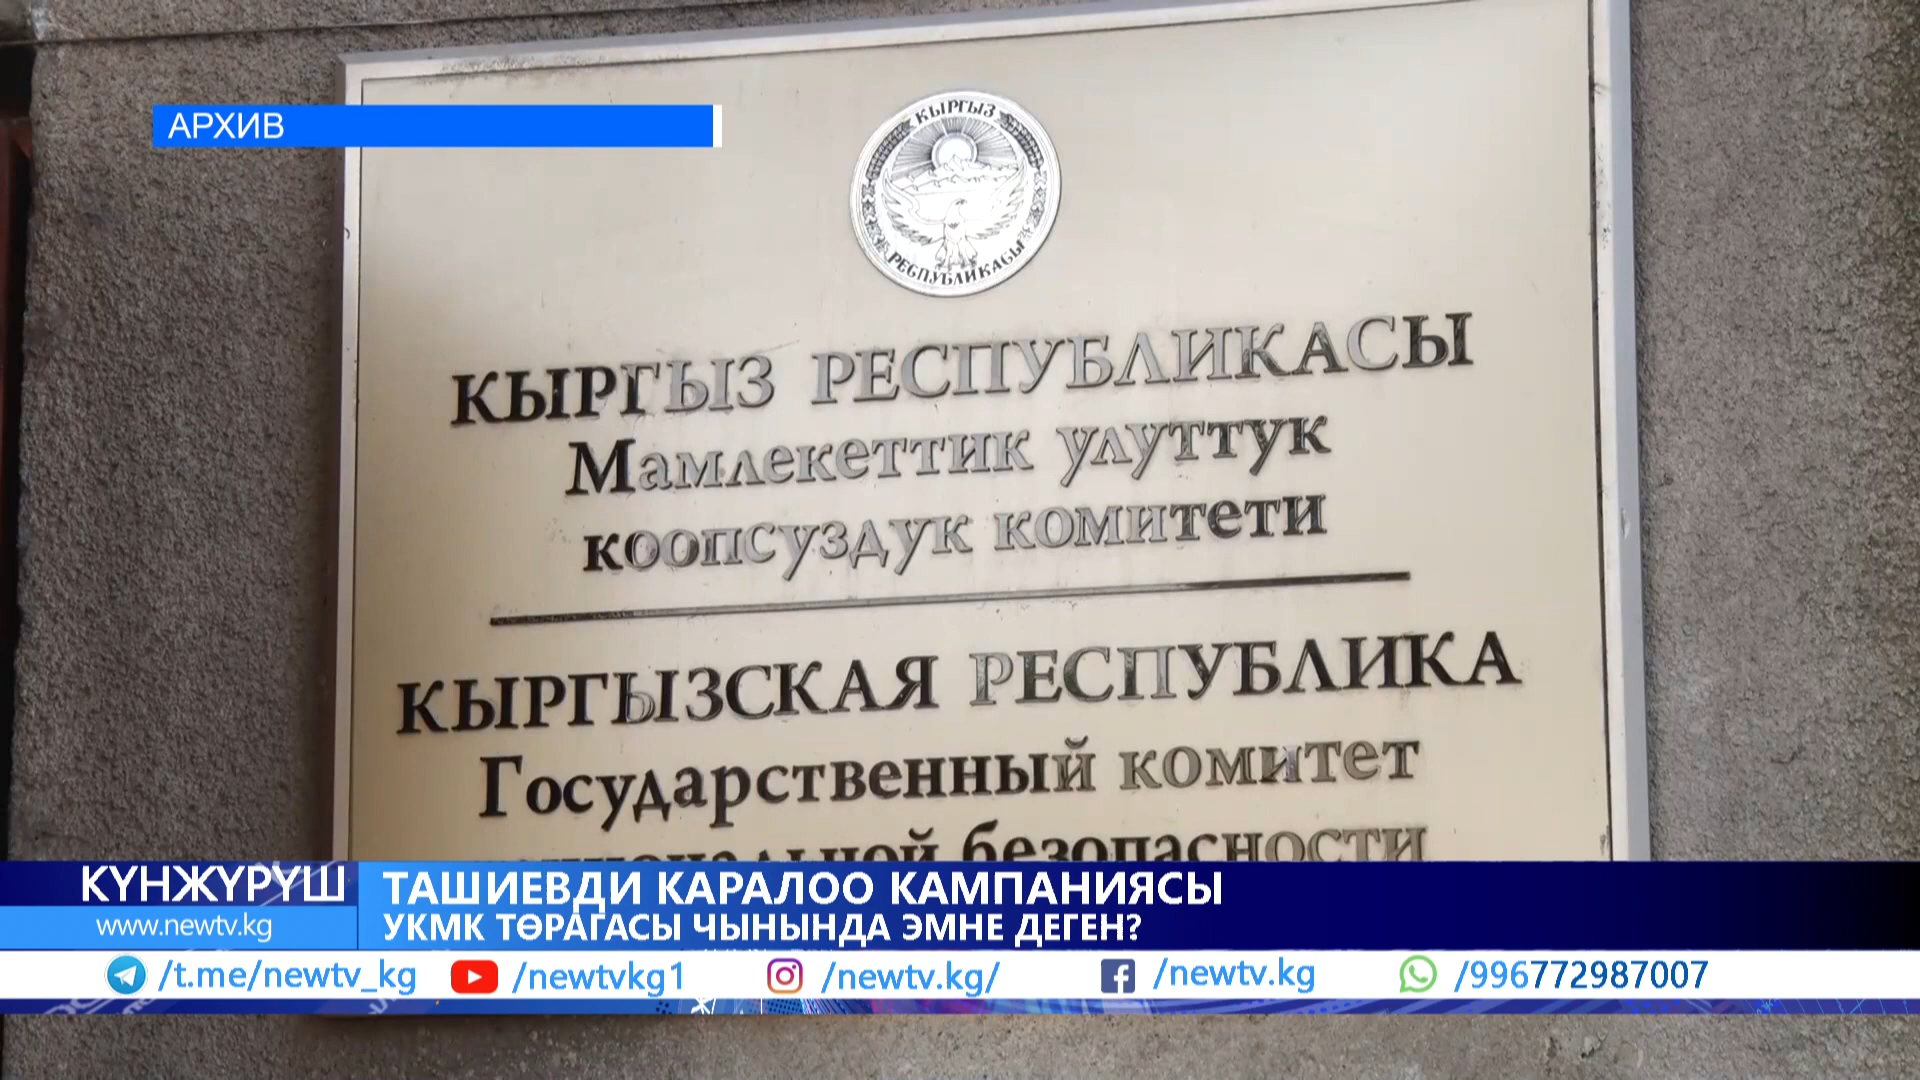 АРХИВ
КЫРГЫЗ
РЕСПУБЛИКАСЫ
КЫРГЫЗ РЕСПУБЛИКАСЫ
Мамлекеттик улуттук
коопсуздук комитети
КЫРГЫЗСКАЯ РЕСПУБЛИКА
Государственный комитет
безопасности
КҮНЖҮРҮШ
www.newtv.kg
ТАШИЕВДИ КАРАЛОО КАМПАНИЯСЫ
УКМК ТӨРАГАСЫ ЧЫНЫНДА ЭМНЕ ДЕГЕН?
/t.me/newtv_kg /newtvkg1 /newtv.kg/ /newtv.kg /996772987007